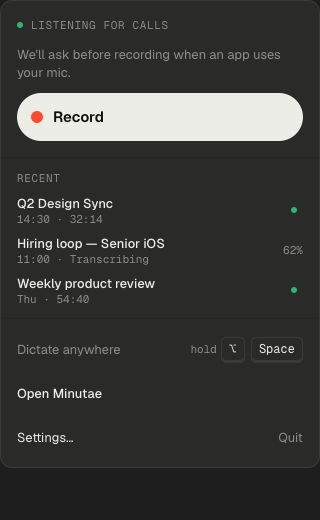 LISTENING FOR CALLS
We'll ask before recording when an app uses
your mic.
Record
RECENT
Q2 Design Sync
14:30 · 32:14
Hiring loop — Senior iOS
11:00 · Transcribing
62%
Weekly product review
Thu · 54:40
Dictate anywhere hold ⌥ Space
Open Minutae
Settings… Quit